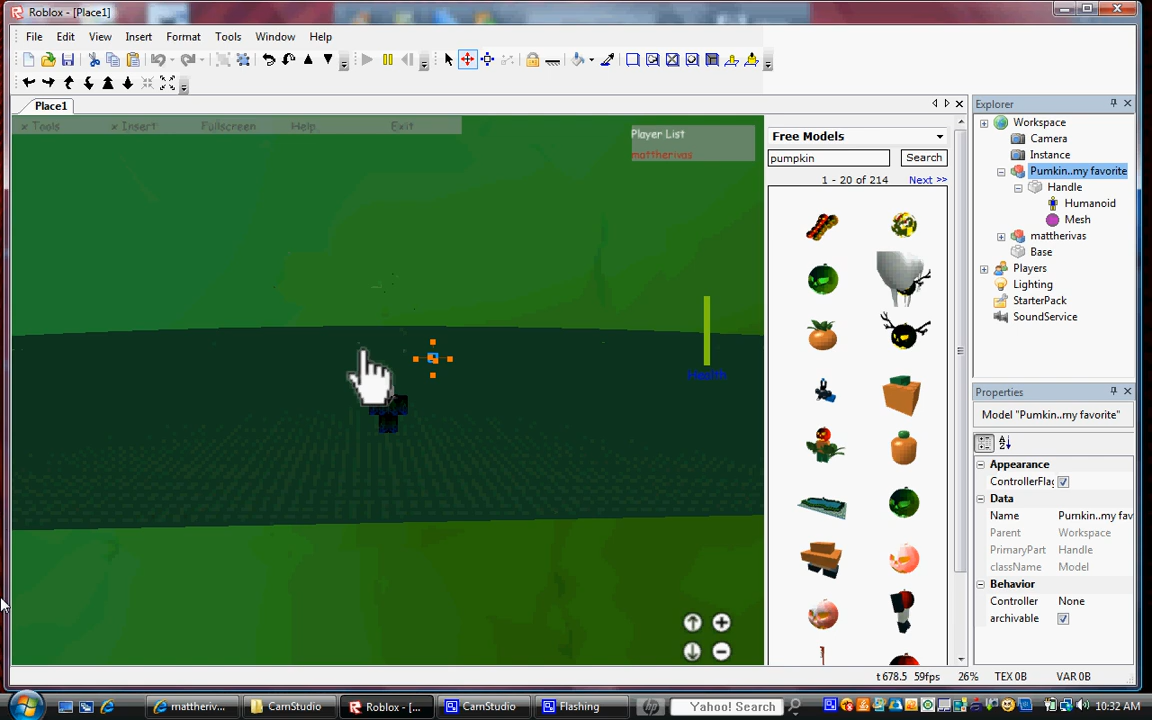 Roblox - [Place1]
File Edit View Insert Format Tools Window Help
Place1
x Tools x Insert Fullscreen Help Exit
Player List
mattherivas
Health
Free Models
pumpkin Search
1 - 20 of 214 Next >>
Explorer
Workspace
Camera
Instance
Pumkin..my favorite
Handle
Humanoid
Mesh
mattherivas
Base
Players
Lighting
StarterPack
SoundService
Properties
Model "Pumkin..my favorite"
Appearance
ControllerFlag
Data
Name Pumkin..my fav
Parent Workspace
PrimaryPart Handle
className Model
Behavior
Controller None
archivable
t 678.5 59fps 26% TEX 0B VAR 0B
mattheriv... CamStudio Roblox - [... CamStudio Flashing hp Yahoo! Search 10:32 AM